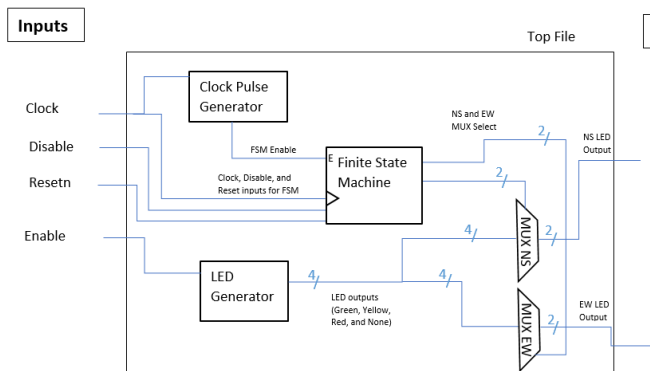 Inputs
Top File
Clock Pulse
Generator
Clock
NS and EW
MUX Select
2
NS LED
Output
Disable
FSM Enable
E
Finite State
Machine
Resetn
Clock, Disable, and
Reset inputs for FSM
2
Enable
4
MUX NS
2
LED
Generator
4
4
LED outputs
(Green, Yellow,
Red, and None)
MUX EW
2
EW LED
Output